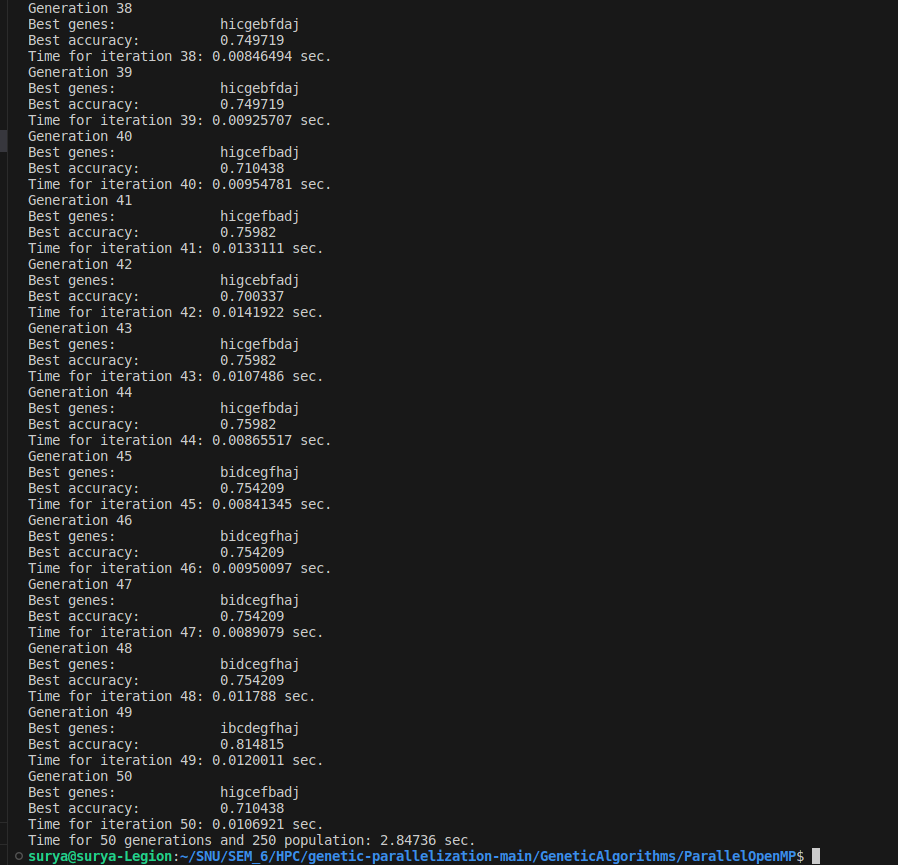 Generation 38
Best genes:             hicgebfdaj
Best accuracy:          0.749719
Time for iteration 38: 0.00846494 sec.
Generation 39
Best genes:             hicgebfdaj
Best accuracy:          0.749719
Time for iteration 39: 0.00925707 sec.
Generation 40
Best genes:             higcefbadj
Best accuracy:          0.710438
Time for iteration 40: 0.00954781 sec.
Generation 41
Best genes:             hicgefbadj
Best accuracy:          0.75982
Time for iteration 41: 0.0133111 sec.
Generation 42
Best genes:             higcebfadj
Best accuracy:          0.700337
Time for iteration 42: 0.0141922 sec.
Generation 43
Best genes:             hicgefbdaj
Best accuracy:          0.75982
Time for iteration 43: 0.0107486 sec.
Generation 44
Best genes:             hicgefbdaj
Best accuracy:          0.75982
Time for iteration 44: 0.00865517 sec.
Generation 45
Best genes:             bidcegfhaj
Best accuracy:          0.754209
Time for iteration 45: 0.00841345 sec.
Generation 46
Best genes:             bidcegfhaj
Best accuracy:          0.754209
Time for iteration 46: 0.00950097 sec.
Generation 47
Best genes:             bidcegfhaj
Best accuracy:          0.754209
Time for iteration 47: 0.0089079 sec.
Generation 48
Best genes:             bidcegfhaj
Best accuracy:          0.754209
Time for iteration 48: 0.011788 sec.
Generation 49
Best genes:             ibcdegfhaj
Best accuracy:          0.814815
Time for iteration 49: 0.0120011 sec.
Generation 50
Best genes:             higcefbadj
Best accuracy:          0.710438
Time for iteration 50: 0.0106921 sec.
Time for 50 generations and 250 population: 2.84736 sec.
surya@surya-Legion:~/SNU/SEM_6/HPC/genetic-parallelization-main/GeneticAlgorithms/ParallelOpenMP$